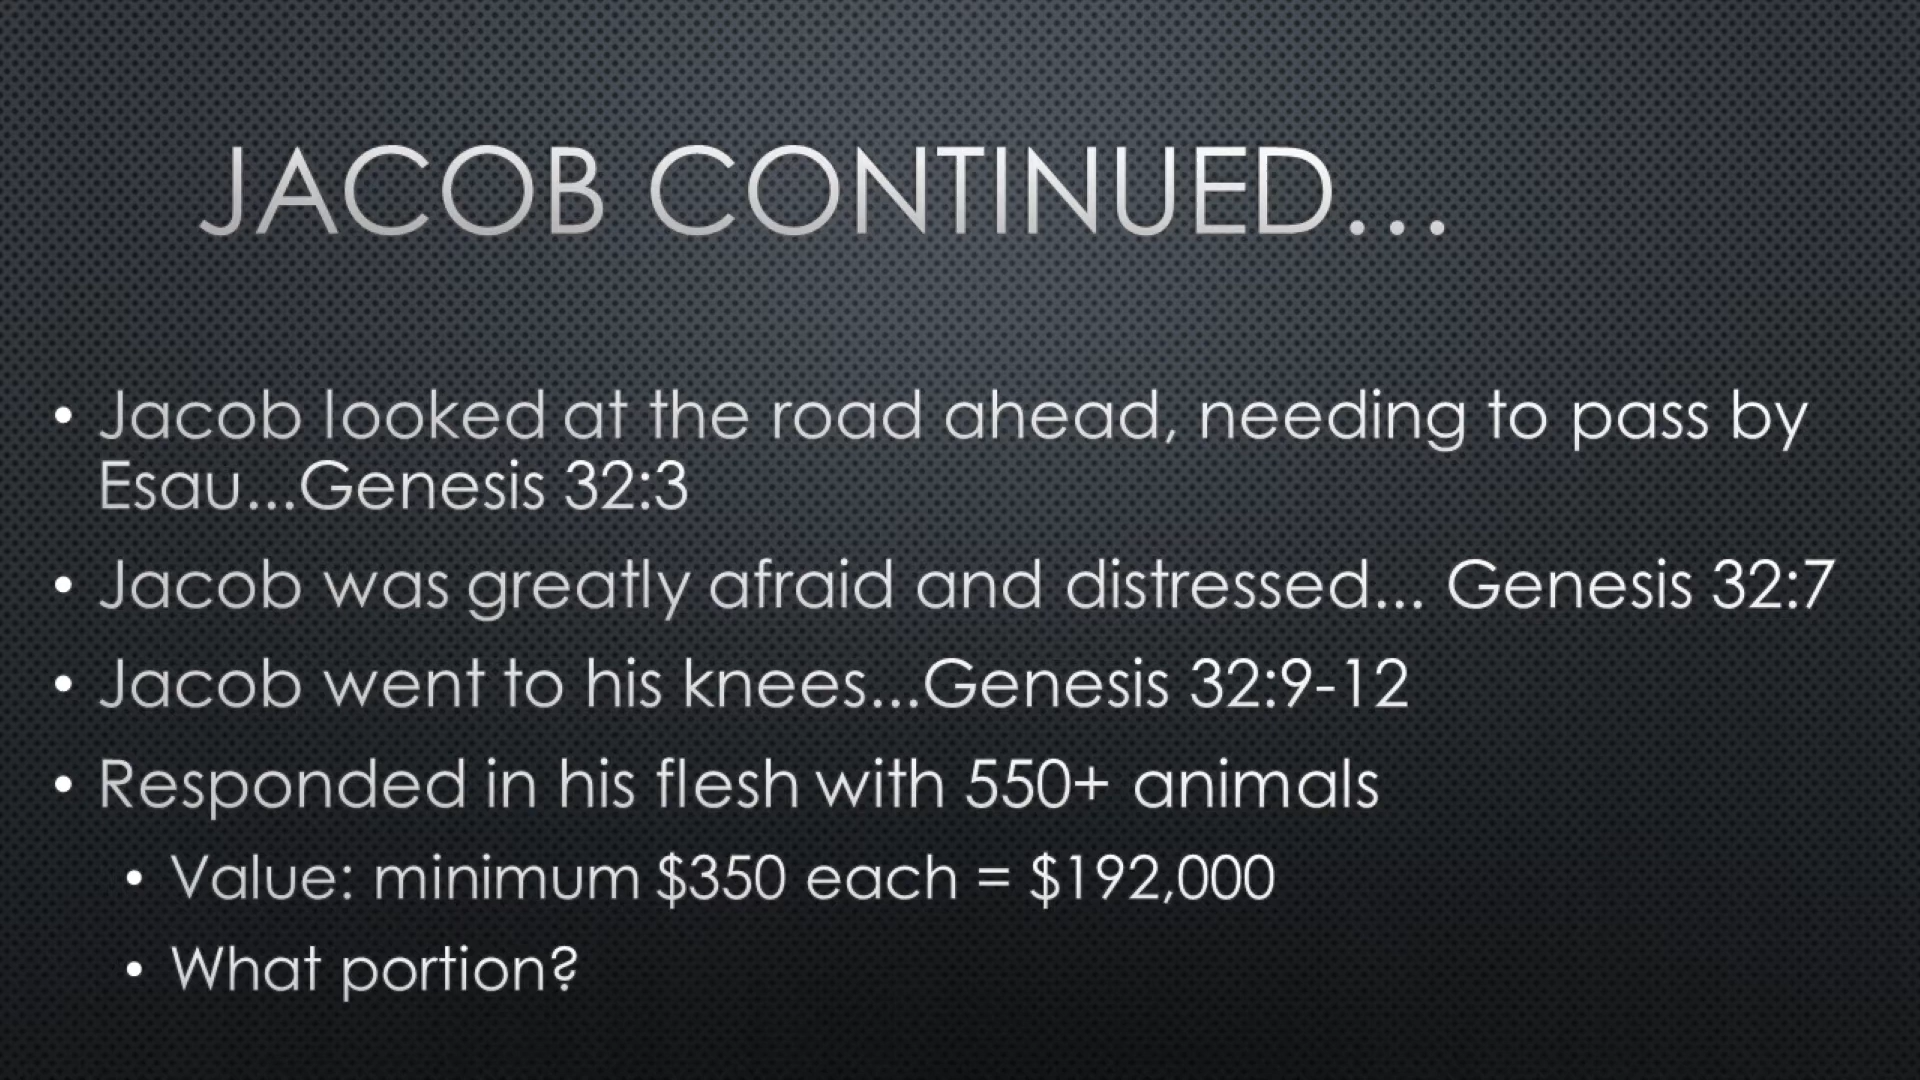 JACOB CONTINUED...
• Jacob looked at the road ahead, needing to pass by
Esau...Genesis 32:3
• Jacob was greatly afraid and distressed... Genesis 32:7
• Jacob went to his knees...Genesis 32:9-12
• Responded in his flesh with 550+ animals
• Value: minimum $350 each = $192,000
• What portion?